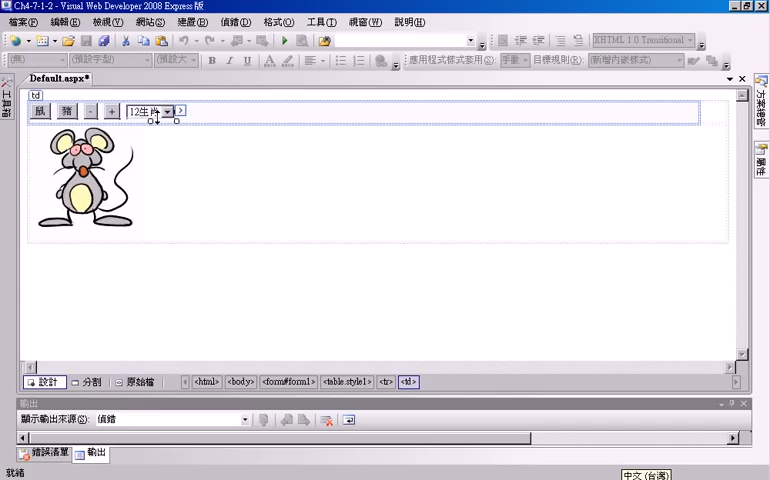 Ch4-7-1-2 - Visual Web Developer 2008 Express 版
檔案(F) 編輯(E) 檢視(V) 網站(S) 建置(B) 偵錯(D) 格式(O) 工具(T) 視窗(W) 說明(H)
XHTML 1.0 Transitional
(無) (預設字型) (預設大 B I U A 應用程式樣式套用(S): 手動 目標規則(R): (新增內嵌樣式)
工具箱
Default.aspx*
方案總管
屬性
td
鼠 豬 - + 12生肖
設計 分割 原始檔 <html> <body> <form#form1> <table.style1> <tr> <td>
輸出
顯示輸出來源(S): 偵錯
錯誤清單 輸出
就緒
中文 (台灣)